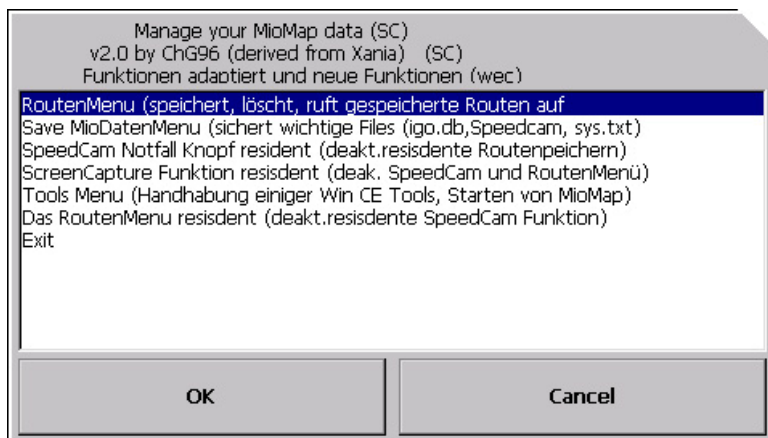 Manage your MioMap data (SC)
v2.0 by ChG96 (derived from Xania) (SC)
Funktionen adaptiert und neue Funktionen (wec)
RoutenMenu (speichert, löscht, ruft gespeicherte Routen auf
Save MioDatenMenu (sichert wichtige Files (igo.db,Speedcam, sys.txt)
SpeedCam Notfall Knopf resident (deakt.resisdente Routenpeichern)
ScreenCapture Funktion resisdent (deak. SpeedCam und RoutenMenü)
Tools Menu (Handhabung einiger Win CE Tools, Starten von MioMap)
Das RoutenMenu resisdent (deakt.resisdente SpeedCam Funktion)
Exit
OK
Cancel